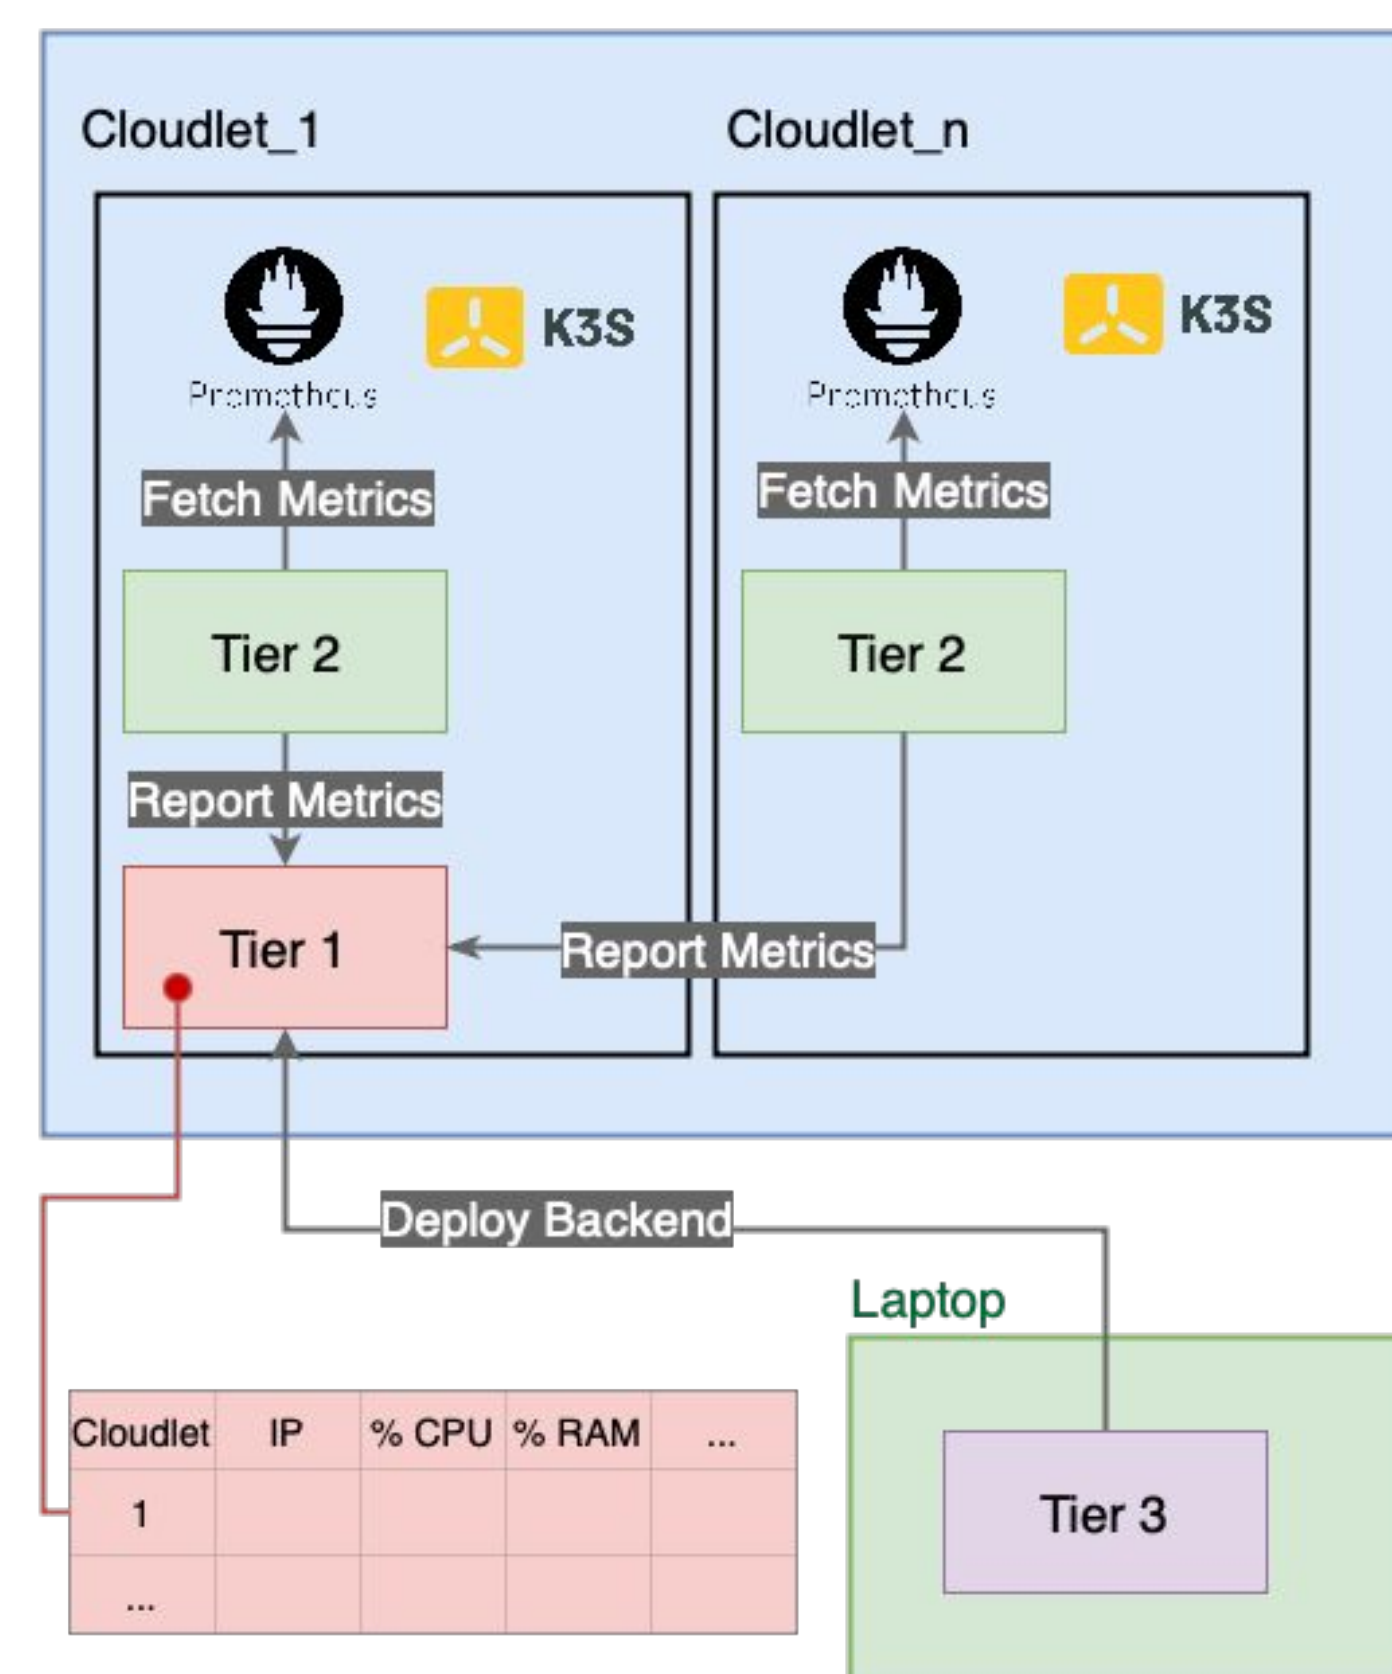 Cloudlet_1
Cloudlet_n
Prometheus
K3S
Prometheus
K3S
Fetch Metrics
Fetch Metrics
Tier 2
Tier 2
Report Metrics
Tier 1
Report Metrics
Deploy Backend
Laptop
Cloudlet IP % CPU % RAM ...
1
...
Tier 3